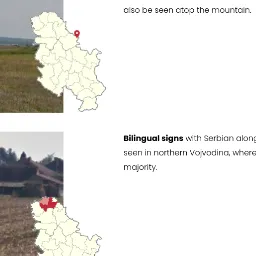 also be seen atop the mountain.
Bilingual signs with Serbian along
seen in northern Vojvodina, where
majority.